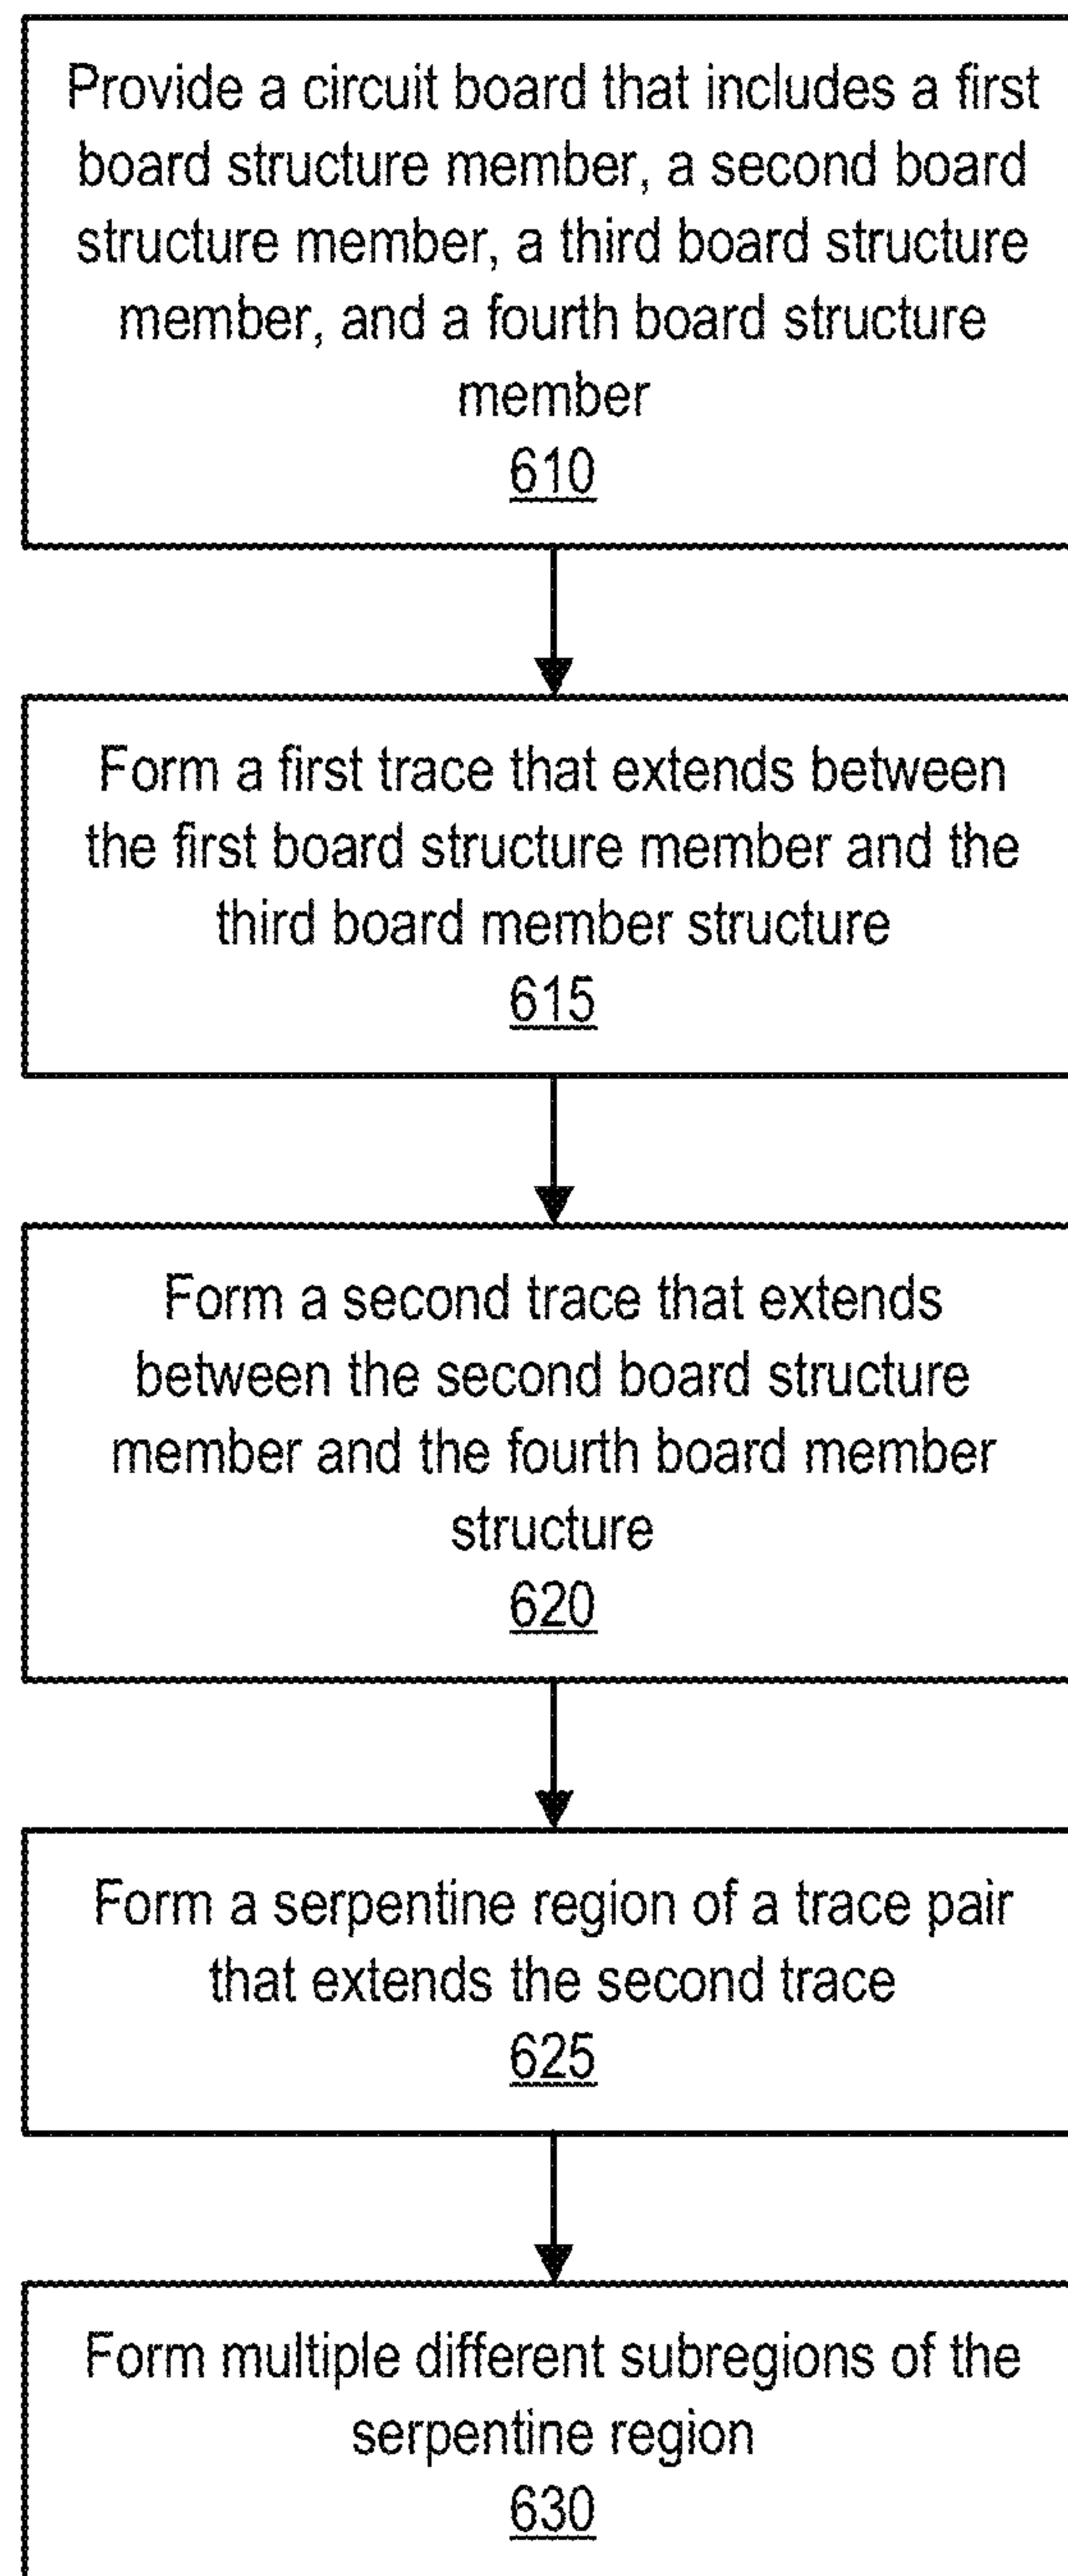 Provide a circuit board that includes a first
board structure member, a second board
structure member, a third board structure
member, and a fourth board structure
member
610
Form a first trace that extends between
the first board structure member and the
third board member structure
615
Form a second trace that extends
between the second board structure
member and the fourth board member
structure
620
Form a serpentine region of a trace pair
that extends the second trace
625
Form multiple different subregions of the
serpentine region
630